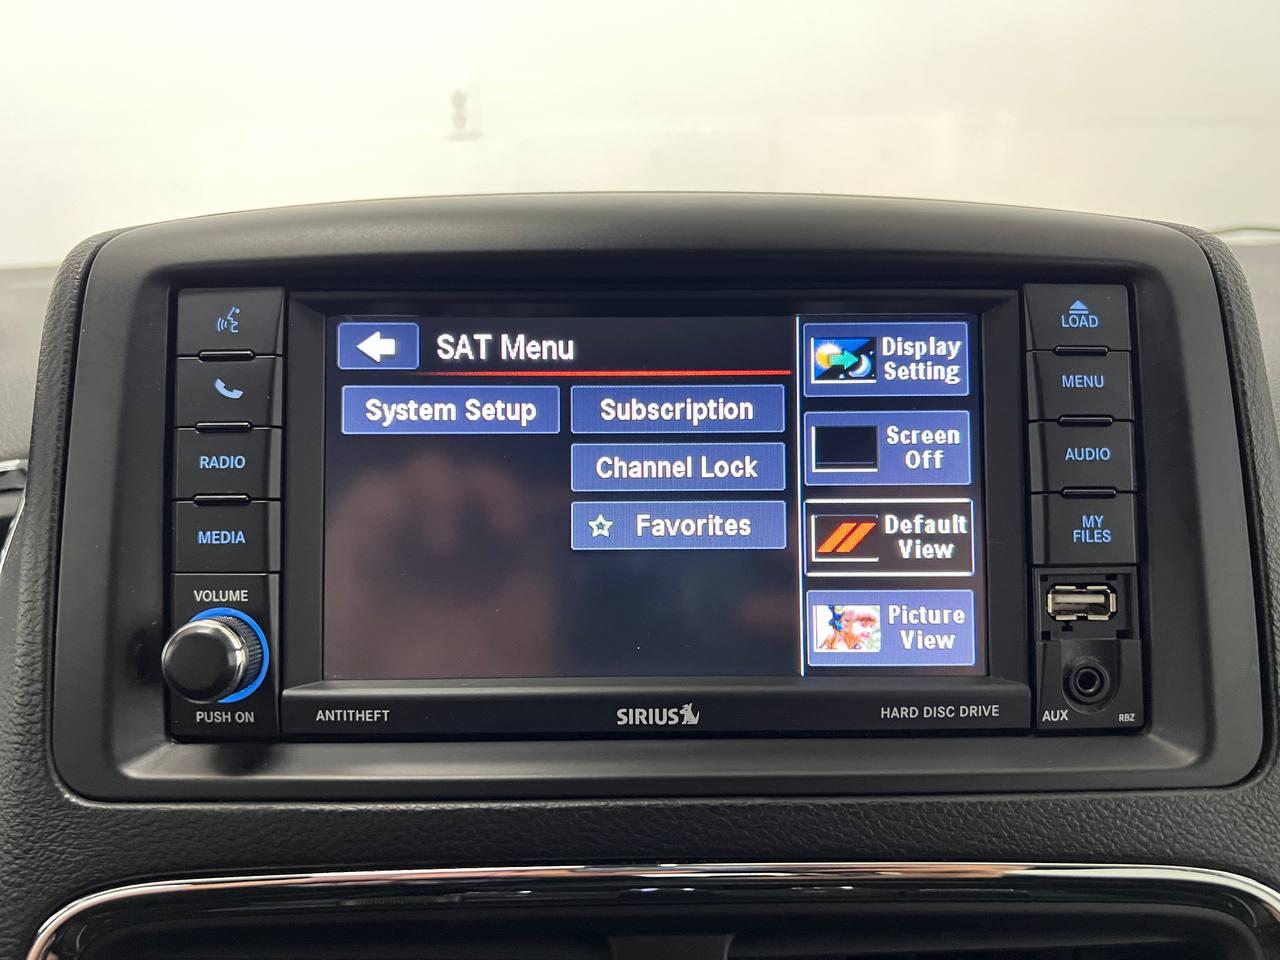 RADIO
MEDIA
VOLUME
PUSH ON
SAT Menu
System Setup
Subscription
Channel Lock
Favorites
Display
Setting
Screen
Off
Default
View
Picture
View
LOAD
MENU
AUDIO
MY
FILES
ANTITHEFT
SIRIUS
HARD DISC DRIVE
AUX
RBZ